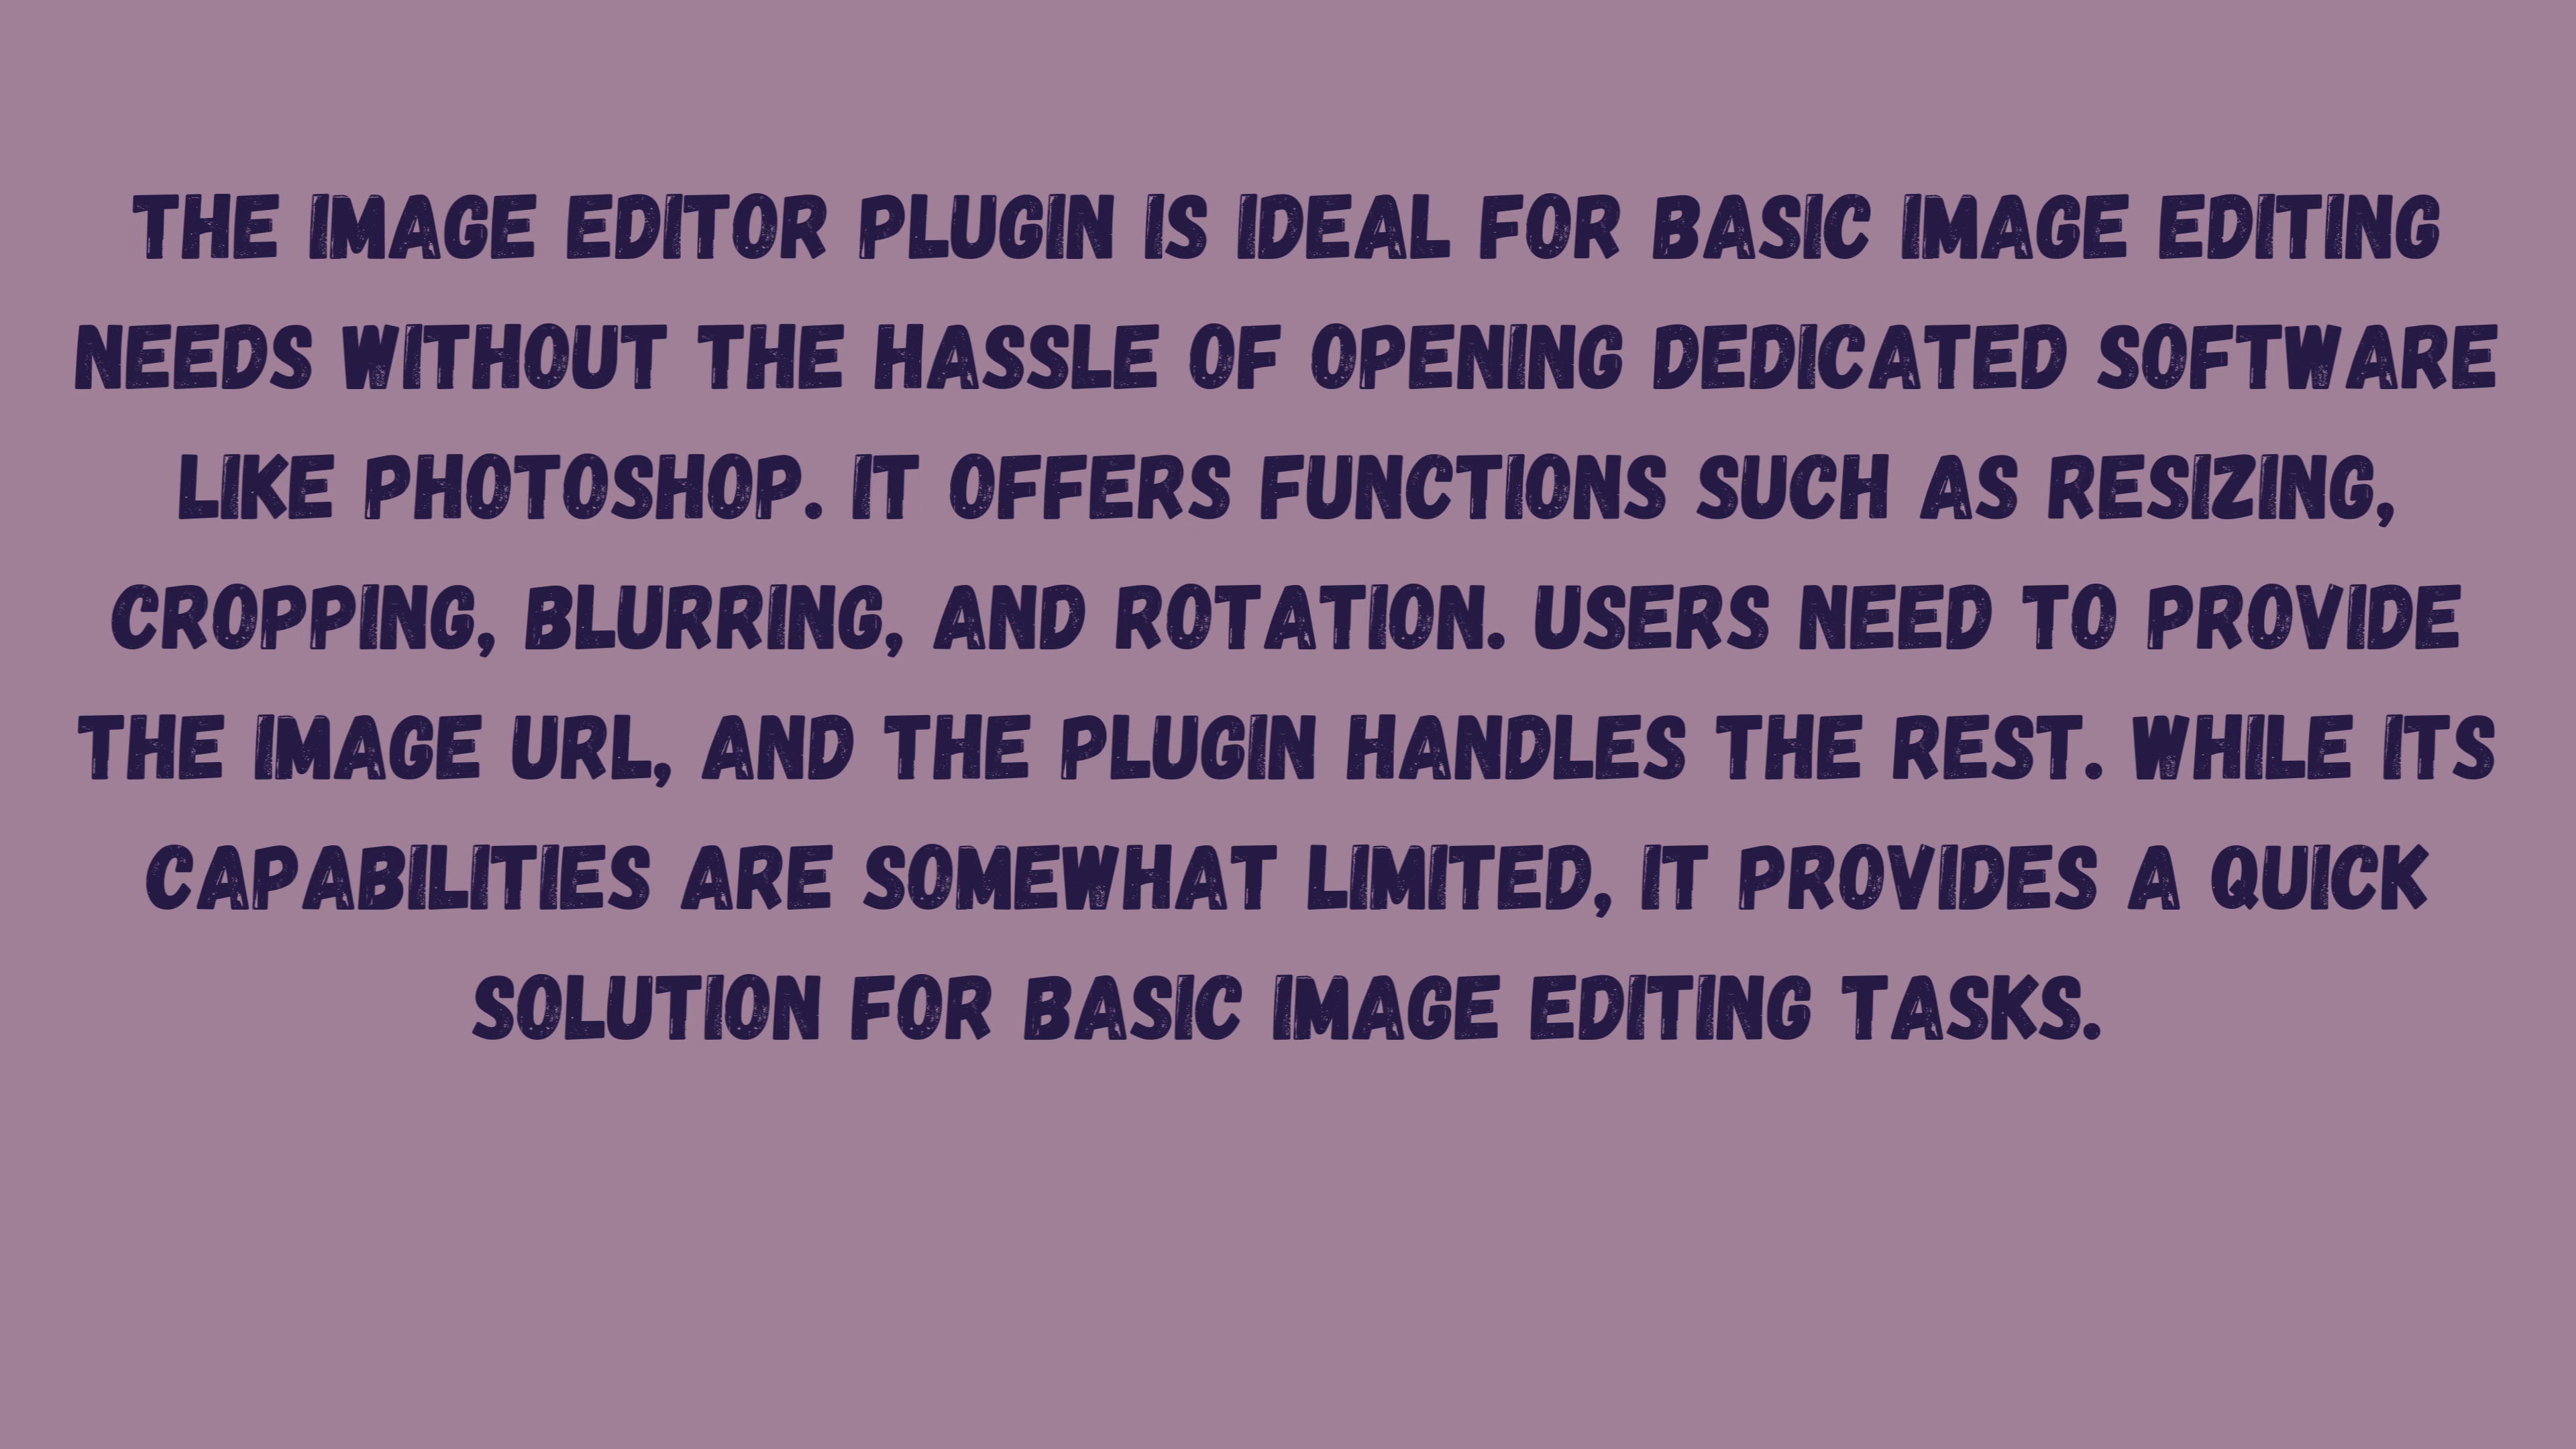 THE IMAGE EDITOR PLUGIN IS IDEAL FOR BASIC IMAGE EDITING
NEEDS WITHOUT THE HASSLE OF OPENING DEDICATED SOFTWARE
LIKE PHOTOSHOP. IT OFFERS FUNCTIONS SUCH AS RESIZING,
CROPPING, BLURRING, AND ROTATION. USERS NEED TO PROVIDE
THE IMAGE URL, AND THE PLUGIN HANDLES THE REST. WHILE ITS
CAPABILITIES ARE SOMEWHAT LIMITED, IT PROVIDES A QUICK
SOLUTION FOR BASIC IMAGE EDITING TASKS.